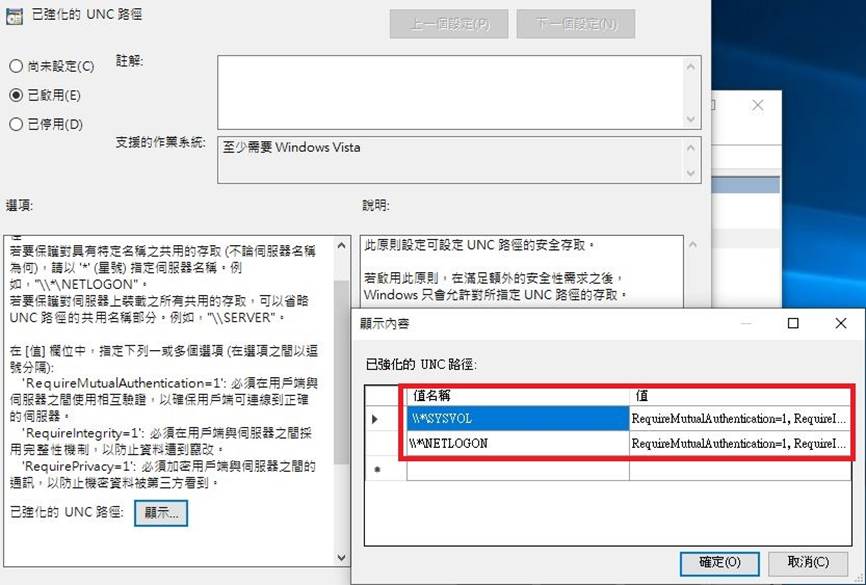 已強化的 UNC 路徑
上一個設定(P)
下一個設定(N)
尚未設定(C)
註解:
已啟用(E)
已停用(D)
支援的作業系統:
至少需要 Windows Vista
選項:
說明:
若要保護對具有特定名稱之共用的存取 (不論伺服器名稱
為何)，請以 '*' (星號) 指定伺服器名稱。例
如，"\\*\NETLOGON"。
若要保護對伺服器上裝載之所有共用的存取，可以省略
UNC 路徑的共用名稱部分。例如，"\\SERVER"。
在 [值] 欄位中，指定下列一或多個選項 (在選項之間以逗
號分隔):
'RequireMutualAuthentication=1': 必須在用戶端與
伺服器之間使用相互驗證，以確保用戶端可連線到正確
的伺服器。
'RequireIntegrity=1': 必須在用戶端與伺服器之間採
用完整性機制，以防止資料遭到竄改。
'RequirePrivacy=1': 必須加密用戶端與伺服器之間的
通訊，以防止機密資料被第三方看到。
已強化的 UNC 路徑:
顯示...
此原則設定可設定 UNC 路徑的安全存取。
若啟用此原則，在滿足額外的安全性需求之後，
Windows 只會允許對所指定 UNC 路徑的存取。
顯示內容
已強化的 UNC 路徑:
值名稱 值
\\*\SYSVOL RequireMutualAuthentication=1, RequireI...
\\*\NETLOGON RequireMutualAuthentication=1, RequireI...
確定(O)
取消(C)